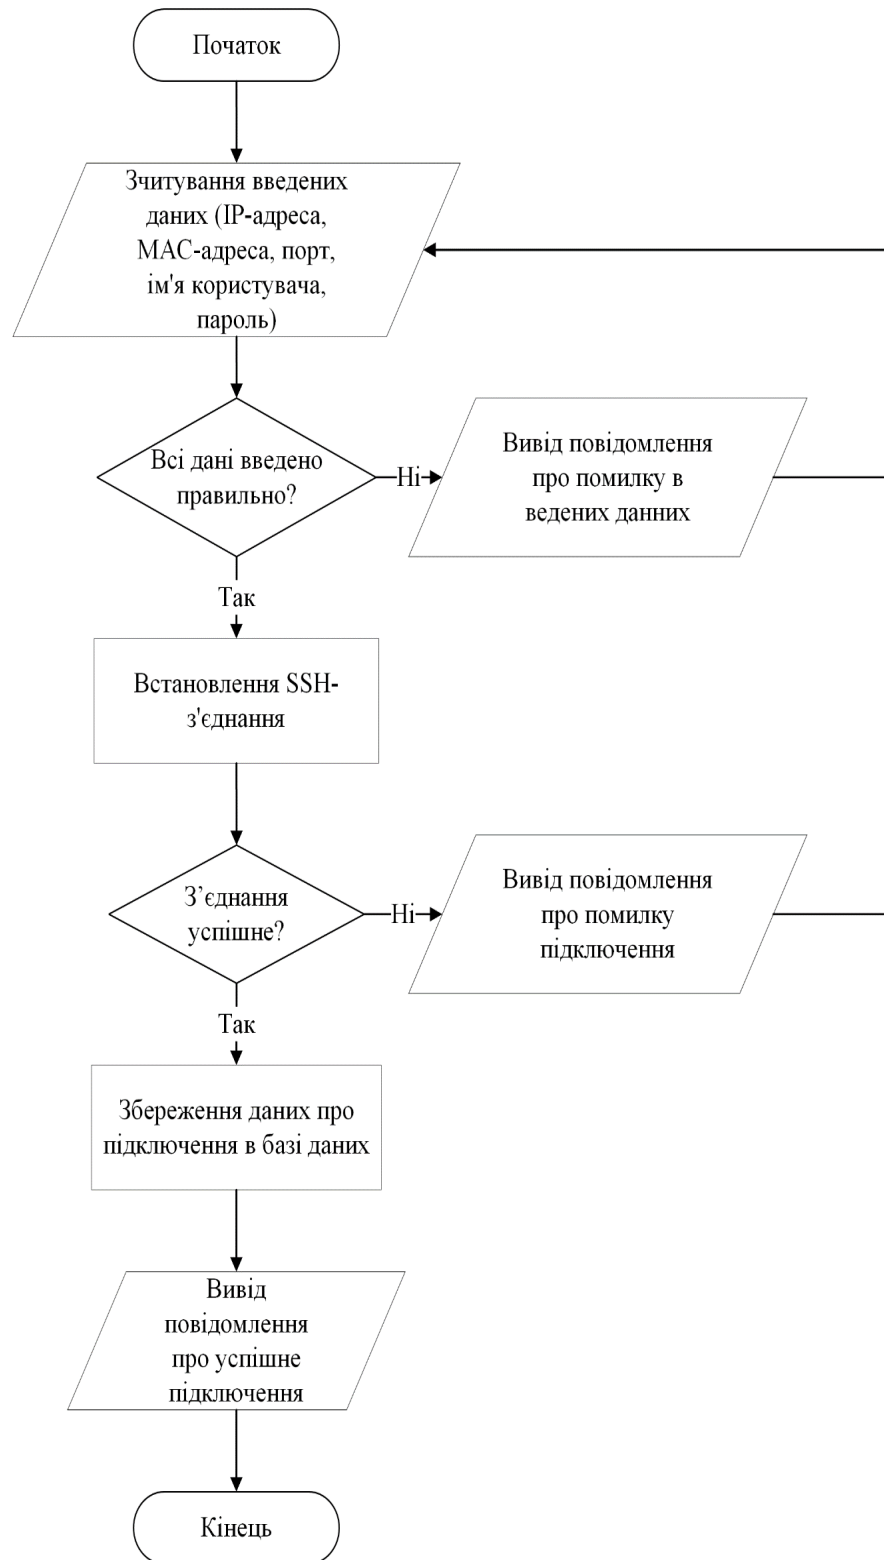 Початок
Зчитування введених
даних (IP-адреса,
MAC-адреса, порт,
ім'я користувача,
пароль)
Всі дані введено
правильно?
Ні
Вивід повідомлення
про помилку в
ведених данних
Так
Встановлення SSH-
з'єднання
З’єднання
успішне?
Ні
Вивід повідомлення
про помилку
підключення
Так
Збереження даних про
підключення в базі даних
Вивід
повідомлення
про успішне
підключення
Кінець